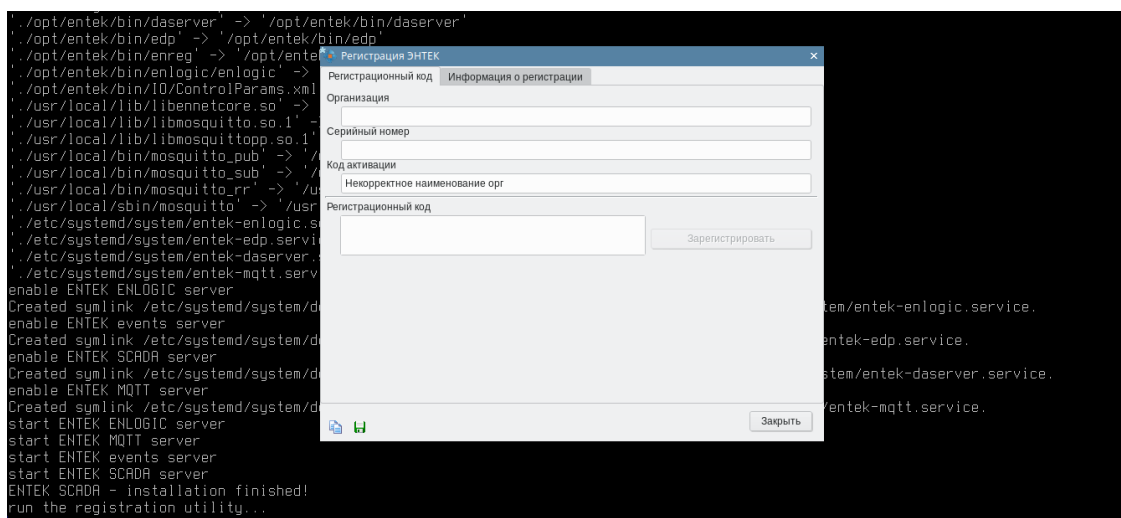 './opt/entek/bin/daserver' -> '/opt/entek/bin/daserver'
'./opt/entek/bin/edp' -> '/opt/entek/bin/edp'
'./opt/entek/bin/enreg' -> '/opt/ente
'./opt/entek/bin/enlogic/enlogic' ->
'./opt/entek/bin/IO/ControlParams.xml
'./usr/local/lib/libennetcore.so' ->
'./usr/local/lib/libmosquitto.so.1' -
'./usr/local/lib/libmosquittopp.so.1'
'./usr/local/bin/mosquitto_pub' -> '/
'./usr/local/bin/mosquitto_sub' -> '/
'./usr/local/bin/mosquitto_rr' -> '/u
'./usr/local/sbin/mosquitto' -> '/usr
'./etc/systemd/system/entek-enlogic.s
'./etc/systemd/system/entek-edp.servi
'./etc/systemd/system/entek-daserver.
'./etc/systemd/system/entek-mqtt.serv
enable ENTEK ENLOGIC server
Created symlink /etc/systemd/system/d tem/entek-enlogic.service.
enable ENTEK events server
Created symlink /etc/systemd/system/d entek-edp.service.
enable ENTEK SCADA server
Created symlink /etc/systemd/system/d stem/entek-daserver.service.
enable ENTEK MQTT server
Created symlink /etc/systemd/system/d /entek-mqtt.service.
start ENTEK ENLOGIC server
start ENTEK MQTT server
start ENTEK events server
start ENTEK SCADA server
ENTEK SCADA - installation finished!
run the registration utility...
Регистрация ЭНТЕК
Регистрационный код Информация о регистрации
Организация
Серийный номер
Код активации
Некорректное наименование орг
Регистрационный код
Зарегистрировать
Закрыть